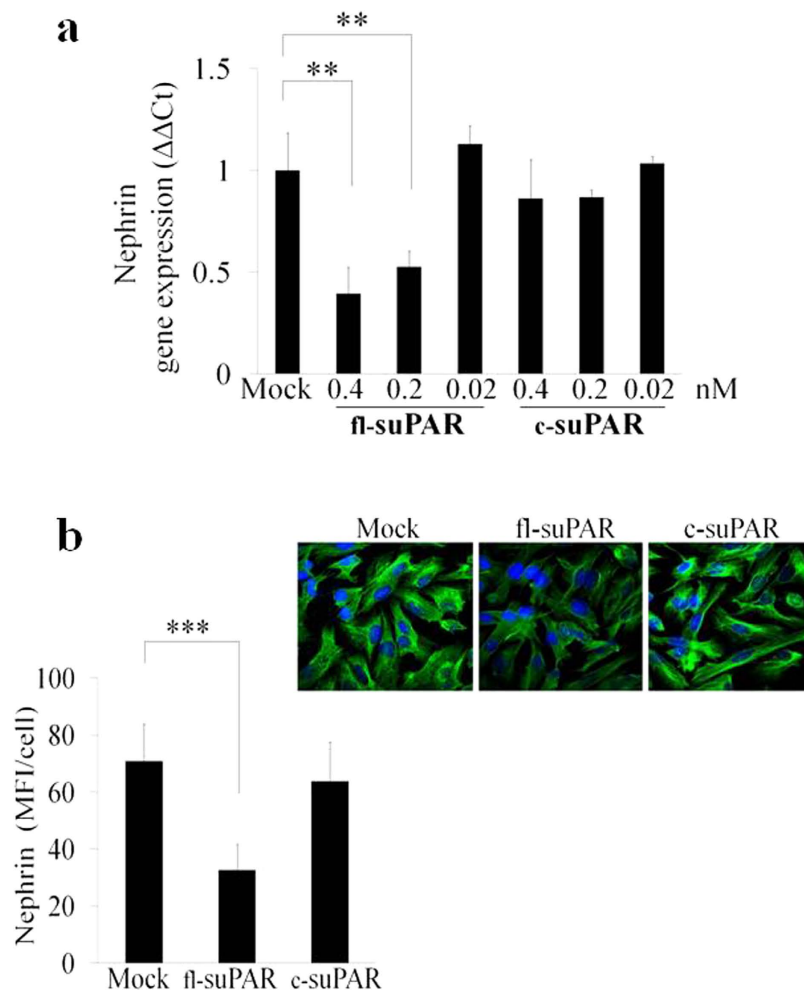 a
**
**
Nephrin
gene expression (ΔΔCt)
1.5
1
0.5
0
Mock 0.4 0.2 0.02 0.4 0.2 0.02 nM
fl-suPAR c-suPAR
b
Mock fl-suPAR c-suPAR
***
Nephrin (MFI/cell)
100
80
60
40
20
0
Mock fl-suPAR c-suPAR